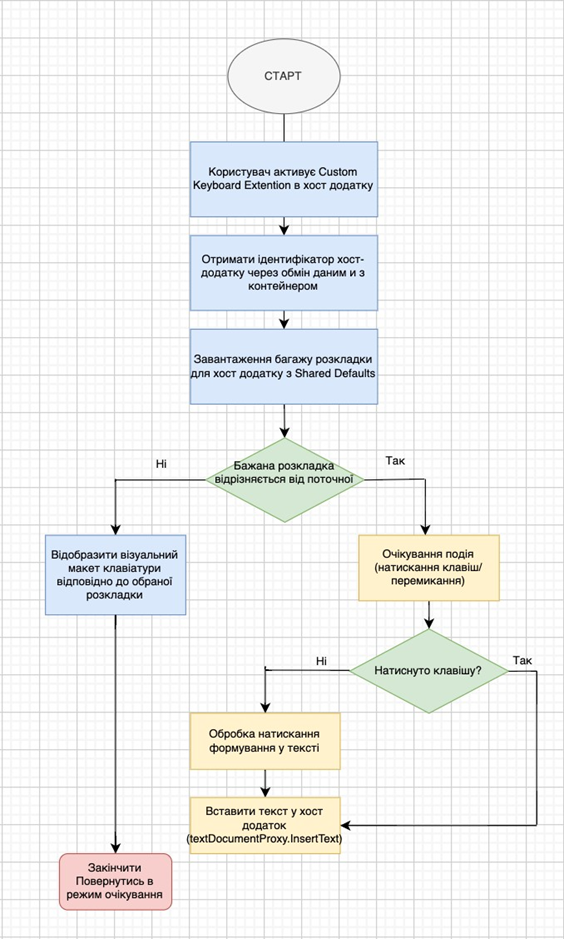 СТАРТ
Користувач активує Custom
Keyboard Extention в хост додатку
Отримати ідентифікатор хост-
додатку через обмін даним и з
контейнером
Завантаження багажу розкладки
для хост додатку з Shared Defaults
Бажана розкладка
відрізняється від поточної
Ні
Так
Відобразити візуальний
макет клавіатури
відповідно до обраної
розкладки
Очікування подія
(натискання клавіш/
перемикання)
Натиснуто клавішу?
Ні
Так
Обробка натискання
формування у тексті
Вставити текст у хост
додаток
(textDocumentProxy.InsertText)
Закінчити
Повернутись в
режим очікування